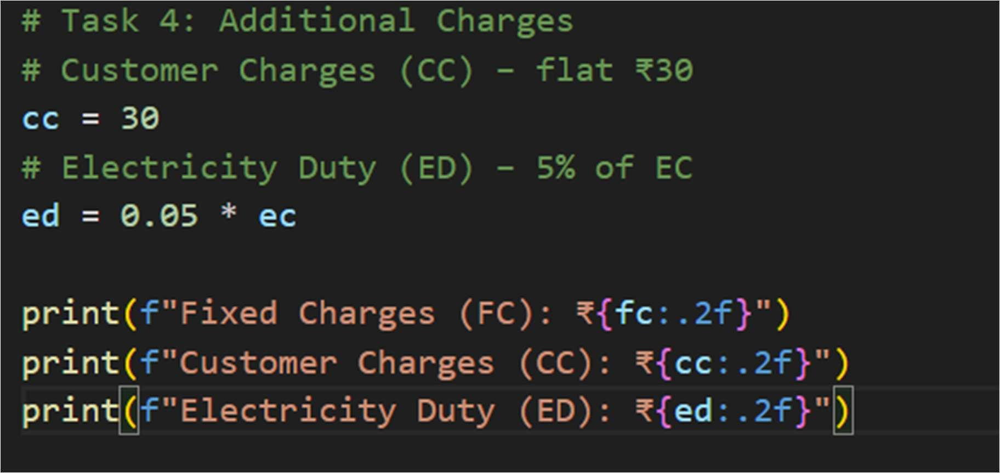 # Task 4: Additional Charges
# Customer Charges (CC) – flat ₹30
cc = 30
# Electricity Duty (ED) – 5% of EC
ed = 0.05 * ec
print(f"Fixed Charges (FC): ₹{fc:.2f}")
print(f"Customer Charges (CC): ₹{cc:.2f}")
print(f"Electricity Duty (ED): ₹{ed:.2f}")